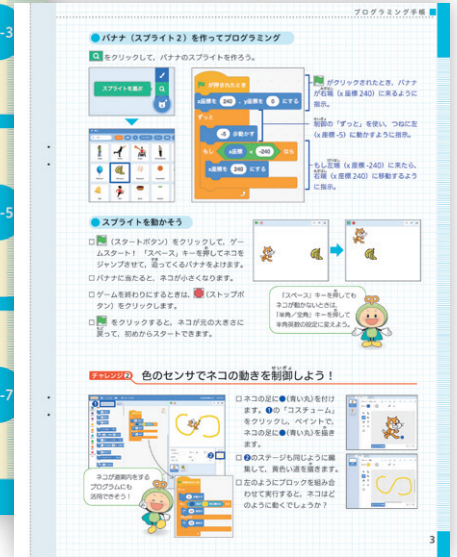 プログラミング手帳
-3
バナナ（スプライト2）を作ってプログラミング
をクリックして、バナナのスプライトを作ろう。
スプライトを選ぶ
が押されたとき
x座標を 240 、y座標を 0 にする
ずっと
-5 歩動かす
もし x座標 -240 なら
x座標を 240 にする
がクリックされたとき、バナナ
が右端（x 座標 240）に来るように
指示。
制御の「ずっと」を使い、つねに左
（x座標 -5）に動かすように指示。
もし左端（x 座標 -240）に来たら、
右端（x 座標 240）に移動するよう
に指示。
-5
スプライトを動かそう
□ （スタートボタン）をクリックして、ゲー
ムスタート！「スペース」キーを押してネコを
ジャンプさせて、迫ってくるバナナをよけます。
□ バナナに当たると、ネコが小さくなります。
□ ゲームを終わりにするときは、（ストップボ
タン）をクリックします。
□ をクリックすると、ネコが元の大きさに
戻って、初めからスタートできます。
「スペース」キーを押しても
ネコが動かないときは、
「半角／全角」キーを押して
半角英数の設定に変えよう。
-7
チャレンジ② 色のセンサでネコの動きを制御しよう！
せいぎょ
□ ネコの足に●（青い丸）を付け
ます。❶の「コスチューム」
をクリックし、ペイントで、
ネコの足に●（青い丸）を描き
ます。
□ ❷のステージも同じように編
集して、黄色い道を描きます。
□ 左のようにブロックを組み合
わせて実行すると、ネコはど
のように動くでしょうか？
ネコが道案内をする
プログラムにも
活用できそう！
3